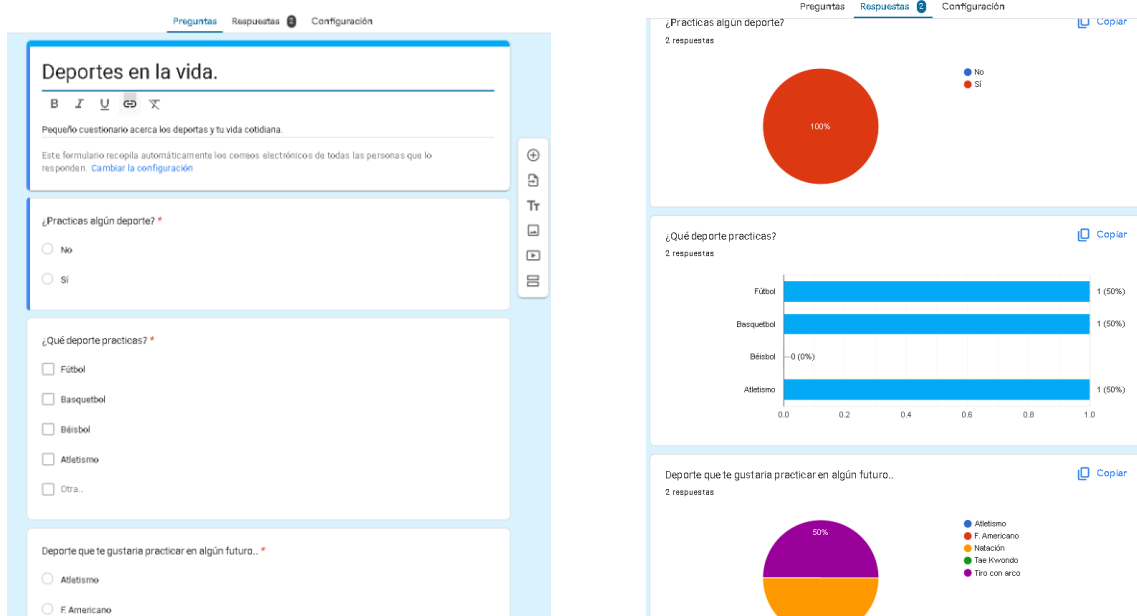 Preguntas Respuestas 2 Configuración
Deportes en la vida.
B I U
Pequeño cuestionario acerca los deportas y tu vida cotidiana.
Este formulario recopila automáticamente los correos electrónicos de todas las personas que lo
responden. Cambiar la configuración
Tт
¿Practicas algún deporte? *
No
Sí
¿Qué deporte practicas? *
Fútbol
Basquetbol
Béisbol
Atletismo
Otra..
Deporte que te gustaria practicar en algún futuro.. *
Atletismo
F. Americano
Preguntas Respuestas 2 Configuración
¿Practicas algún deporte? Copiar
2 respuestas
No
Sí
100%
¿Qué deporte practicas? Copiar
2 respuestas
Fútbol 1 (50%)
Basquetbol 1 (50%)
Béisbol 0 (0%)
Atletismo 1 (50%)
0.0 0.2 0.4 0.6 0.8 1.0
Deporte que te gustaria practicar en algún futuro.. Copiar
2 respuestas
50%
Atletismo
F. Americano
Natación
Tae Kwondo
Tiro con arco